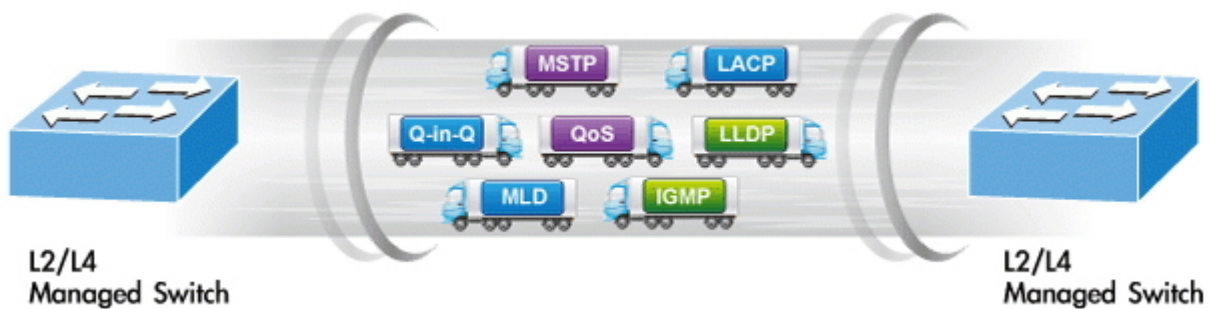 MSTP
LACP
Q-in-Q
QoS
LLDP
MLD
IGMP
L2/L4
Managed Switch
L2/L4
Managed Switch